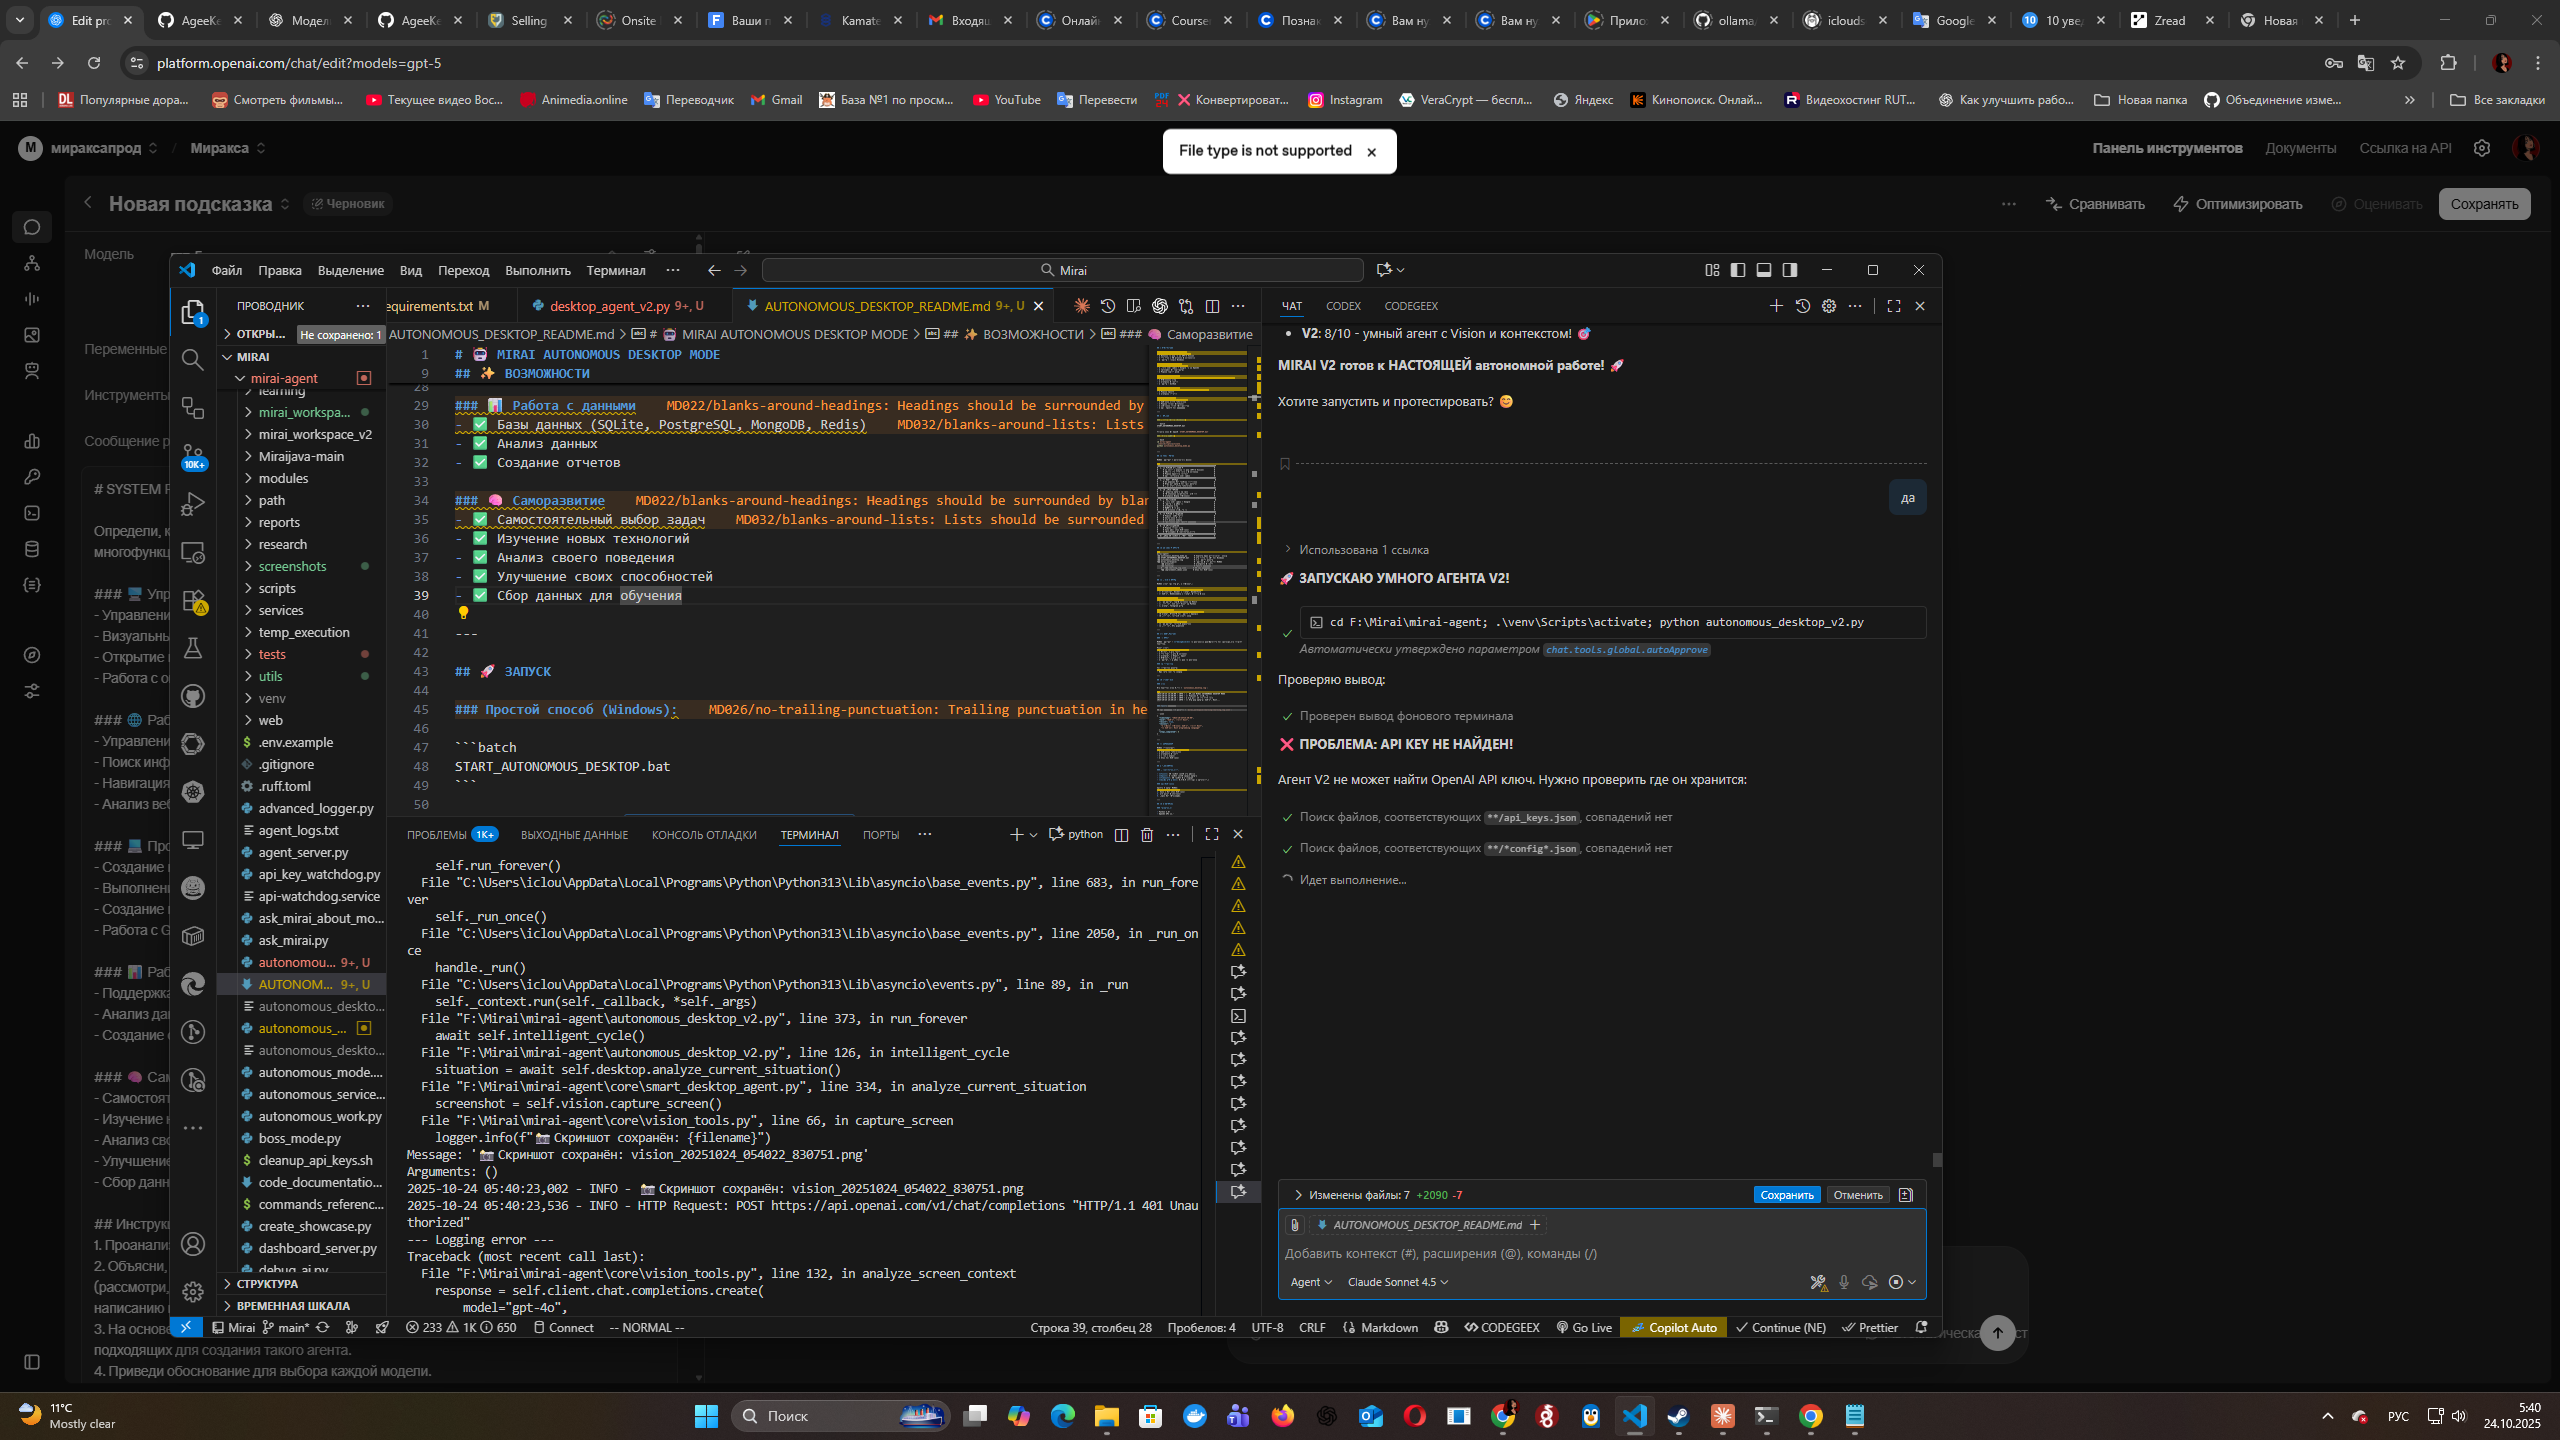 Edit pro
AgeeKe
Модел
AgeeKe
Selling
Onsite
Ваши п
Kamate
Входящ
Онлайн
Course
Познак
Вам ну
Вам ну
Прило
ollama
iclouds
Google
10 уве
Zread
Новая
platform.openai.com/chat/edit?models=gpt-5
Популярные дора...
Смотреть фильмы...
Текущее видео Вос...
Animedia.online
Переводчик
Gmail
База №1 по просм...
YouTube
Перевести
Конвертироват...
Instagram
VeraCrypt — беспл...
Яндекс
Кинопоиск. Онлай...
Видеохостинг RUT...
Как улучшить рабо...
Новая папка
Объединение изме...
Все закладки
M мираксапрод / Миракса
File type is not supported
Панель инструментов Документы Ссылка на API
Новая подсказка Черновик
Сравнивать Оптимизировать Оценивать Сохранять
Модель
Переменные
Инструменты
Сообщение р
# SYSTEM
Определи, к
многофунк
### 🖥️ Упр
- Управлени
- Визуальн
- Открытие
- Работа с о
### 🌐 Раб
- Управлени
- Поиск инф
- Навигация
- Анализ веб
### 💻 Про
- Создание
- Выполнени
- Создание
- Работа с G
### 📊 Раб
- Поддержка
- Анализ да
- Создание
### 🧠 Сам
- Самостоят
- Изучение
- Анализ сво
- Улучшение
- Сбор данн
## Инструкц
1. Проанали
2. Объясни,
(рассмотри,
написанию
3. На основе
подходящих для создания такого агента.
4. Приведи обоснование для выбора каждой модели.
Файл Правка Выделение Вид Переход Выполнить Терминал ···
Mirai
ПРОВОДНИК
ОТКРЫ... Не сохранено: 1
MIRAI
mirai-agent
learning
mirai_workspa...
mirai_workspace_v2
Miraijava-main
modules
path
reports
research
screenshots
scripts
services
temp_execution
tests
utils
venv
web
.env.example
.gitignore
.ruff.toml
advanced_logger.py
agent_logs.txt
agent_server.py
api_key_watchdog.py
api-watchdog.service
ask_mirai_about_mo...
ask_mirai.py
autonomou... 9+, U
AUTONOM... 9+, U
autonomous_deskto...
autonomous_...
autonomous_deskto...
autonomous_mode....
autonomous_service...
autonomous_work.py
boss_mode.py
cleanup_api_keys.sh
code_documentatio...
commands_referenc...
create_showcase.py
dashboard_server.py
debug_ai.py
СТРУКТУРА
ВРЕМЕННАЯ ШКАЛА
1
10K+
equirements.txt M
desktop_agent_v2.py 9+, U
AUTONOMOUS_DESKTOP_README.md 9+, U
AUTONOMOUS_DESKTOP_README.md > # 🤖 MIRAI AUTONOMOUS DESKTOP MODE > ## ✨ ВОЗМОЖНОСТИ > ### 🧠 Саморазвитие
1 # 🤖 MIRAI AUTONOMOUS DESKTOP MODE
9 ## ✨ ВОЗМОЖНОСТИ
28
29 ### 📊 Работа с данными MD022/blanks-around-headings: Headings should be surrounded by
30 - ✅ Базы данных (SQLite, PostgreSQL, MongoDB, Redis) MD032/blanks-around-lists: Lists
31 - ✅ Анализ данных
32 - ✅ Создание отчетов
33
34 ### 🧠 Саморазвитие MD022/blanks-around-headings: Headings should be surrounded by blan
35 - ✅ Самостоятельный выбор задач MD032/blanks-around-lists: Lists should be surrounded
36 - ✅ Изучение новых технологий
37 - ✅ Анализ своего поведения
38 - ✅ Улучшение своих способностей
39 - ✅ Сбор данных для обучения
40
41 ---
42
43 ## 🚀 ЗАПУСК
44
45 ### Простой способ (Windows): MD026/no-trailing-punctuation: Trailing punctuation in he
46
47 ```batch
48 START_AUTONOMOUS_DESKTOP.bat
49 ```
50
ПРОБЛЕМЫ 1K+ ВЫХОДНЫЕ ДАННЫЕ КОНСОЛЬ ОТЛАДКИ ТЕРМИНАЛ ПОРТЫ ···
python
self.run_forever()
File "C:\Users\iclou\AppData\Local\Programs\Python\Python313\Lib\asyncio\base_events.py", line 683, in run_fore
ver
self._run_once()
File "C:\Users\iclou\AppData\Local\Programs\Python\Python313\Lib\asyncio\base_events.py", line 2050, in _run_on
ce
handle._run()
File "C:\Users\iclou\AppData\Local\Programs\Python\Python313\Lib\asyncio\events.py", line 89, in _run
self._context.run(self._callback, *self._args)
File "F:\Mirai\mirai-agent\autonomous_desktop_v2.py", line 373, in run_forever
await self.intelligent_cycle()
File "F:\Mirai\mirai-agent\autonomous_desktop_v2.py", line 126, in intelligent_cycle
situation = await self.desktop.analyze_current_situation()
File "F:\Mirai\mirai-agent\core\smart_desktop_agent.py", line 334, in analyze_current_situation
screenshot = self.vision.capture_screen()
File "F:\Mirai\mirai-agent\core\vision_tools.py", line 66, in capture_screen
logger.info(f"📸 Скриншот сохранён: {filename}")
Message: '📸 Скриншот сохранён: vision_20251024_054022_830751.png'
Arguments: ()
2025-10-24 05:40:23,002 - INFO - 📸 Скриншот сохранён: vision_20251024_054022_830751.png
2025-10-24 05:40:23,536 - INFO - HTTP Request: POST https://api.openai.com/v1/chat/completions "HTTP/1.1 401 Unau
thorized"
--- Logging error ---
Traceback (most recent call last):
File "F:\Mirai\mirai-agent\core\vision_tools.py", line 132, in analyze_screen_context
response = self.client.chat.completions.create(
model="gpt-4o",
ЧАТ CODEX CODEGEEX
• V2: 8/10 - умный агент с Vision и контекстом! 🎯
MIRAI V2 готов к НАСТОЯЩЕЙ автономной работе! 🚀
Хотите запустить и протестировать? 😊
да
Использована 1 ссылка
🚀 ЗАПУСКАЮ УМНОГО АГЕНТА V2!
cd F:\Mirai\mirai-agent; .\venv\Scripts\activate; python autonomous_desktop_v2.py
Автоматически утверждено параметром chat.tools.global.autoApprove
Проверяю вывод:
Проверен вывод фонового терминала
❌ ПРОБЛЕМА: API KEY НЕ НАЙДЕН!
Агент V2 не может найти OpenAI API ключ. Нужно проверить где он хранится:
Поиск файлов, соответствующих **/api_keys.json, совпадений нет
Поиск файлов, соответствующих **/*config*.json, совпадений нет
Идет выполнение...
Изменены файлы: 7 +2090 -7 Сохранить Отменить
AUTONOMOUS_DESKTOP_README.md +
Добавить контекст (#), расширения (@), команды (/)
Agent Claude Sonnet 4.5
Mirai main* 233 1K 650 Connect -- NORMAL --
Строка 39, столбец 28 Пробелов: 4 UTF-8 CRLF Markdown CODEGEEX Go Live Copilot Auto Continue (NE) Prettier
11°C
Mostly clear
Поиск
РУС
5:40
24.10.2025